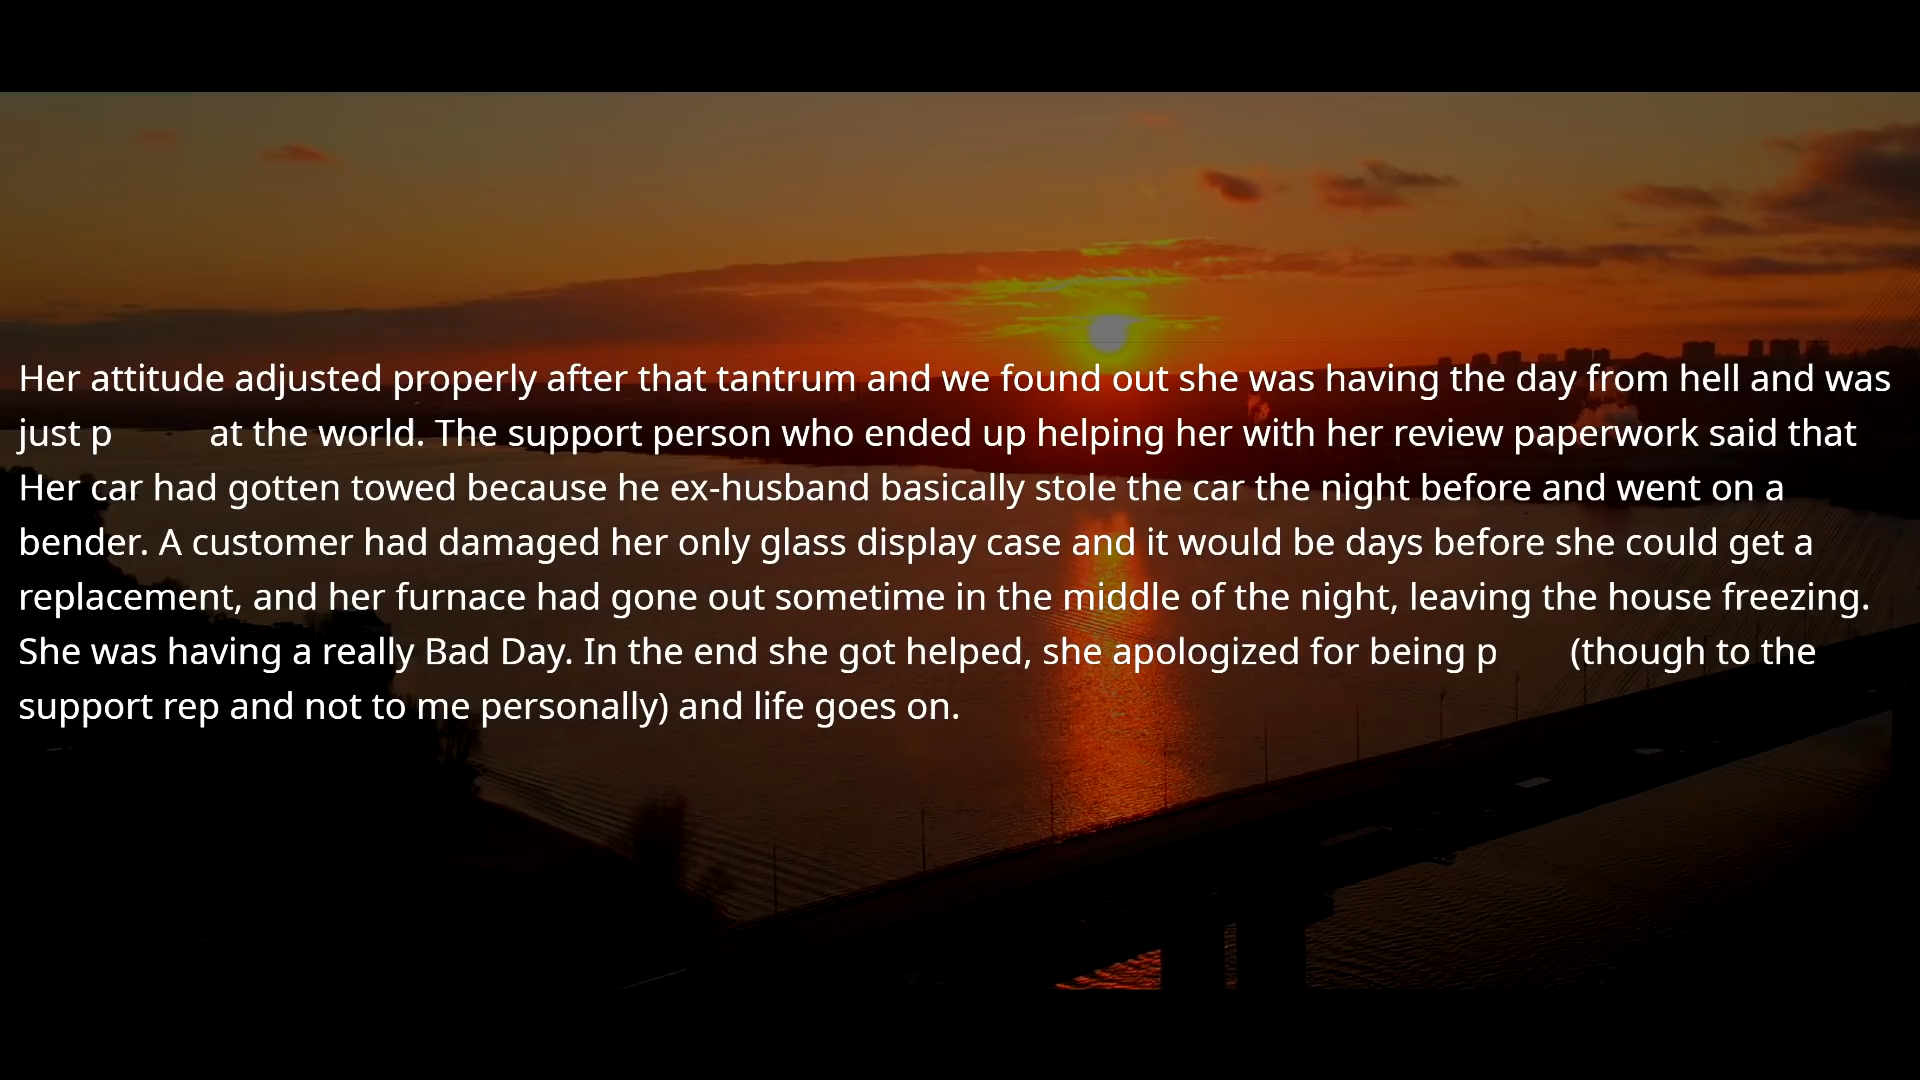 Her attitude adjusted properly after that tantrum and we found out she was having the day from hell and was
just p at the world. The support person who ended up helping her with her review paperwork said that
Her car had gotten towed because he ex-husband basically stole the car the night before and went on a
bender. A customer had damaged her only glass display case and it would be days before she could get a
replacement, and her furnace had gone out sometime in the middle of the night, leaving the house freezing.
She was having a really Bad Day. In the end she got helped, she apologized for being p (though to the
support rep and not to me personally) and life goes on.